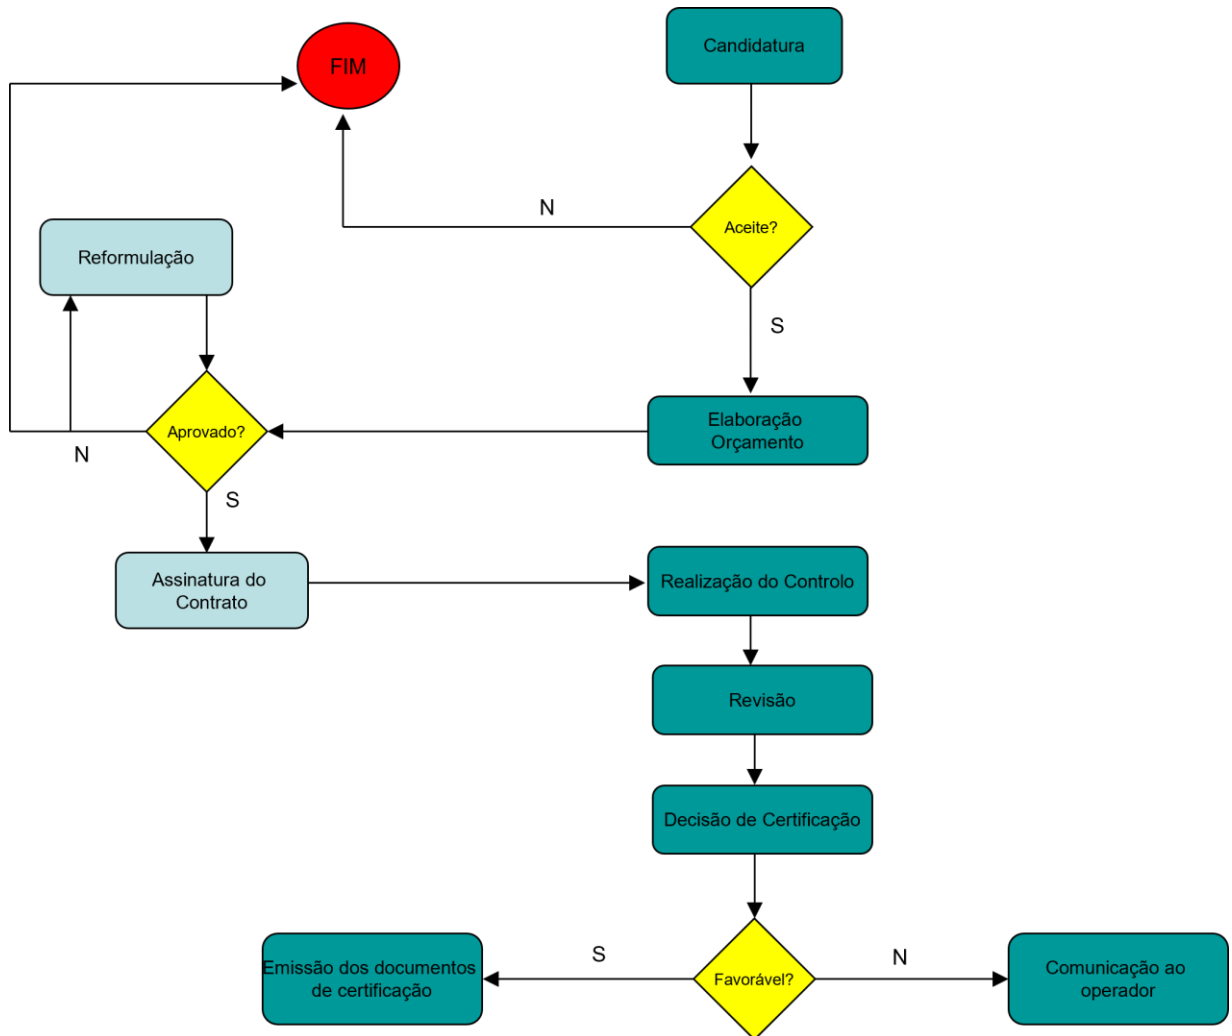 FIM
Candidatura
N
Aceite?
Reformulação
S
Aprovado?
N
Elaboração
Orçamento
S
Assinatura do
Contrato
Realização do Controlo
Revisão
Decisão de Certificação
Emissão dos documentos
de certificação
S
Favorável?
N
Comunicação ao
operador